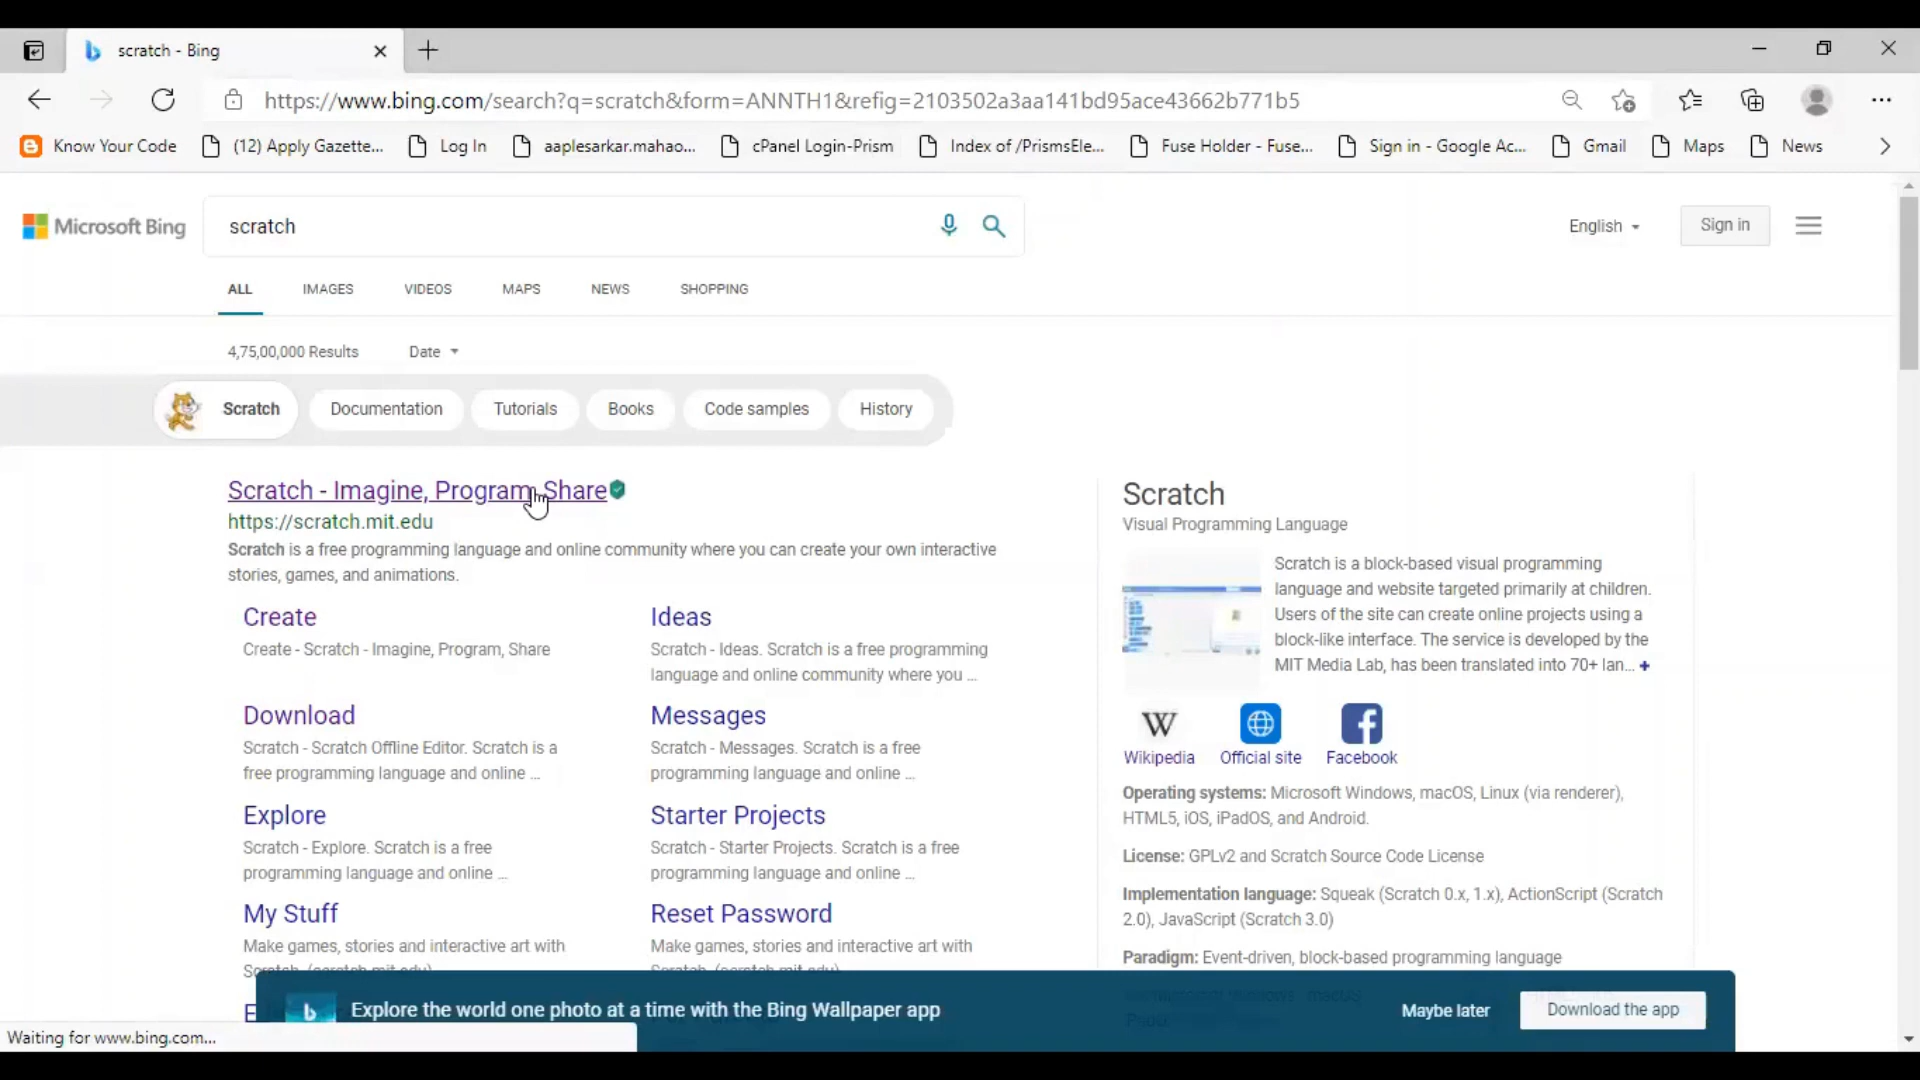 scratch - Bing
https://www.bing.com/search?q=scratch&form=ANNTH1&refig=2103502a3aa141bd95ace43662b771b5
Know Your Code
(12) Apply Gazette...
Log In
aaplesarkar.mahao...
cPanel Login-Prism
Index of /PrismsEle...
Fuse Holder - Fuse...
Sign in - Google Ac...
Gmail
Maps
News
Microsoft Bing
scratch
English
Sign in
ALL
IMAGES
VIDEOS
MAPS
NEWS
SHOPPING
4,75,00,000 Results
Date
Scratch
Documentation
Tutorials
Books
Code samples
History
Scratch - Imagine, Program, Share
https://scratch.mit.edu
Scratch is a free programming language and online community where you can create your own interactive
stories, games, and animations.
Create
Create - Scratch - Imagine, Program, Share
Ideas
Scratch - Ideas. Scratch is a free programming
language and online community where you ...
Download
Scratch - Scratch Offline Editor. Scratch is a
free programming language and online ...
Messages
Scratch - Messages. Scratch is a free
programming language and online ...
Explore
Scratch - Explore. Scratch is a free
programming language and online ...
Starter Projects
Scratch - Starter Projects. Scratch is a free
programming language and online ...
My Stuff
Make games, stories and interactive art with
Scratch. (scratch.mit.edu)
Reset Password
Make games, stories and interactive art with
Scratch. (scratch.mit.edu)
Scratch
Visual Programming Language
Scratch is a block-based visual programming
language and website targeted primarily at children.
Users of the site can create online projects using a
block-like interface. The service is developed by the
MIT Media Lab, has been translated into 70+ lan... +
Wikipedia
Official site
Facebook
Operating systems: Microsoft Windows, macOS, Linux (via renderer),
HTML5, iOS, iPadOS, and Android.
License: GPLv2 and Scratch Source Code License
Implementation language: Squeak (Scratch 0.x, 1.x), ActionScript (Scratch
2.0), JavaScript (Scratch 3.0)
Paradigm: Event-driven, block-based programming language
Explore the world one photo at a time with the Bing Wallpaper app
Maybe later
Download the app
Waiting for www.bing.com...